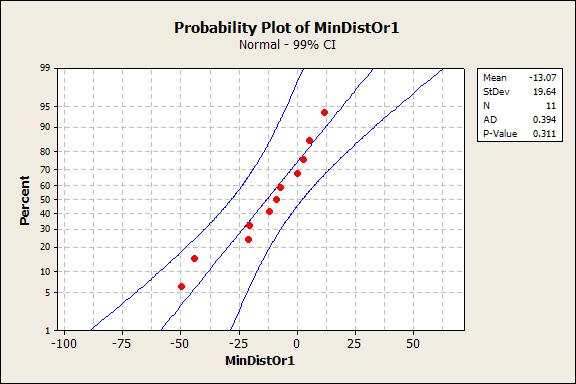 Probability Plot of MinDistOr1
Normal - 99% CI
Mean -13.07
StDev 19.64
N 11
AD 0.394
P-Value 0.311
99
95
90
80
70
60
50
40
30
20
10
5
1
Percent
-100 -75 -50 -25 0 25 50
MinDistOr1